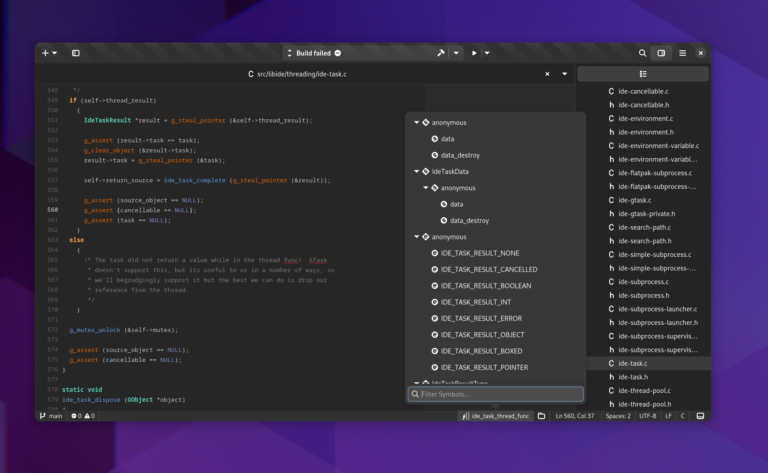 Build failed
src/libide/threading/ide-task.c
548 */
549 if (self->thread_result)
550 {
551 IdeTaskResult *result = g_steal_pointer (&self->thread_result);
552
553 g_assert (result->task == task);
554 g_clear_object (&result->task);
555 result->task = g_steal_pointer (&task);
556
557 self->return_source = ide_task_complete (g_steal_pointer (&result));
558
559 g_assert (source_object == NULL);
560 g_assert (cancellable == NULL);
561 g_assert (task == NULL);
562 }
563 else
564 {
565 /* The task did not return a value while in the thread func! GTask
566 * doesn't support this, but its useful to us in a number of ways, so
567 * we'll begrudgingly support it but the best we can do is drop our
568 * reference from the thread.
569 */
570 }
571
572 g_mutex_unlock (&self->mutex);
573
574 g_assert (source_object == NULL);
575 g_assert (cancellable == NULL);
576 }
577
578 static void
579 ide_task_dispose (GObject *object)
{
anonymous
data
data_destroy
IdeTaskData
anonymous
data
data_destroy
anonymous
IDE_TASK_RESULT_NONE
IDE_TASK_RESULT_CANCELLED
IDE_TASK_RESULT_BOOLEAN
IDE_TASK_RESULT_INT
IDE_TASK_RESULT_ERROR
IDE_TASK_RESULT_OBJECT
IDE_TASK_RESULT_BOXED
IDE_TASK_RESULT_POINTER
IdeTaskResultType
Filter Symbols...
C ide-cancellable.c
h ide-cancellable.h
C ide-environment.c
h ide-environment.h
C ide-environment-variable.c
h ide-environment-variabl...
C ide-flatpak-subprocess.c
h ide-flatpak-subprocess-...
C ide-gtask.c
h ide-gtask-private.h
C ide-search-path.c
h ide-search-path.h
C ide-simple-subprocess.c
h ide-simple-subprocess-...
C ide-subprocess.c
h ide-subprocess.h
C ide-subprocess-launcher.c
h ide-subprocess-launcher.h
C ide-subprocess-supervis...
h ide-subprocess-supervis...
C ide-task.c
h ide-task.h
C ide-thread-pool.c
h ide-thread-pool.h
main 0 0 ide_task_thread_func Ln 560, Col 37 Spaces: 2 UTF-8 LF C